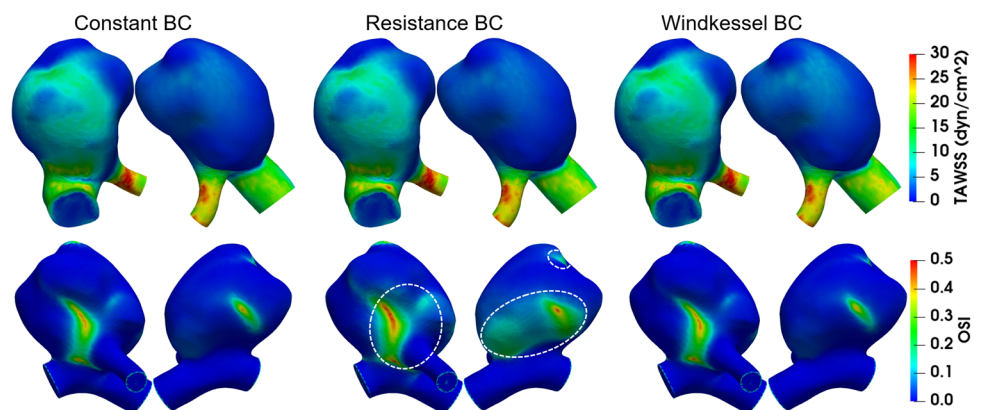 Constant BC
Resistance BC
Windkessel BC
30
25
20
15
10
5
0
TAWSS (dyn/cm^2)
0.5
0.4
0.3
0.2
0.1
0.0
OSI